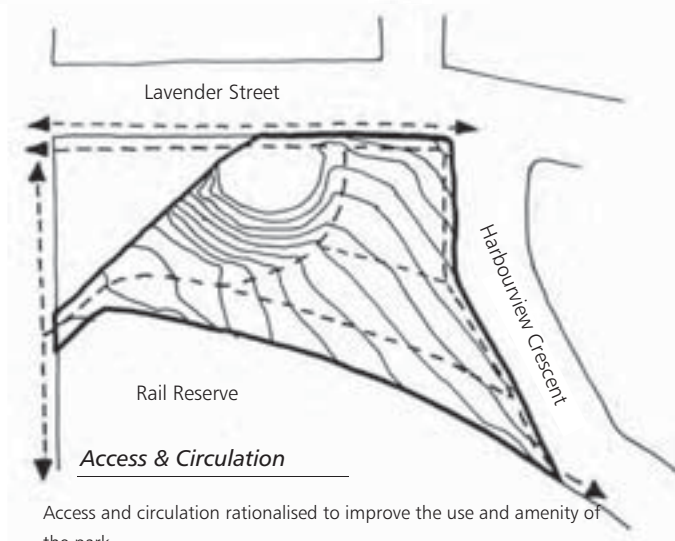 Lavender Street
Harbourview Crescent
Rail Reserve
Access & Circulation
Access and circulation rationalised to improve the use and amenity of
the park